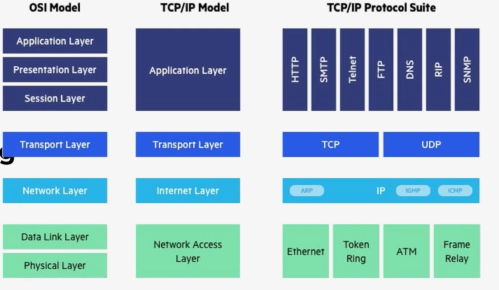 OSI Model
TCP/IP Model
TCP/IP Protocol Suite
Application Layer
Presentation Layer
Session Layer
Application Layer
HTTP
SMTP
Telnet
FTP
DNS
RIP
SNMP
Transport Layer
Transport Layer
TCP
UDP
g
Network Layer
Internet Layer
ARP
IP
IGMP
ICMP
Data Link Layer
Physical Layer
Network Access
Layer
Ethernet
Token
Ring
ATM
Frame
Relay